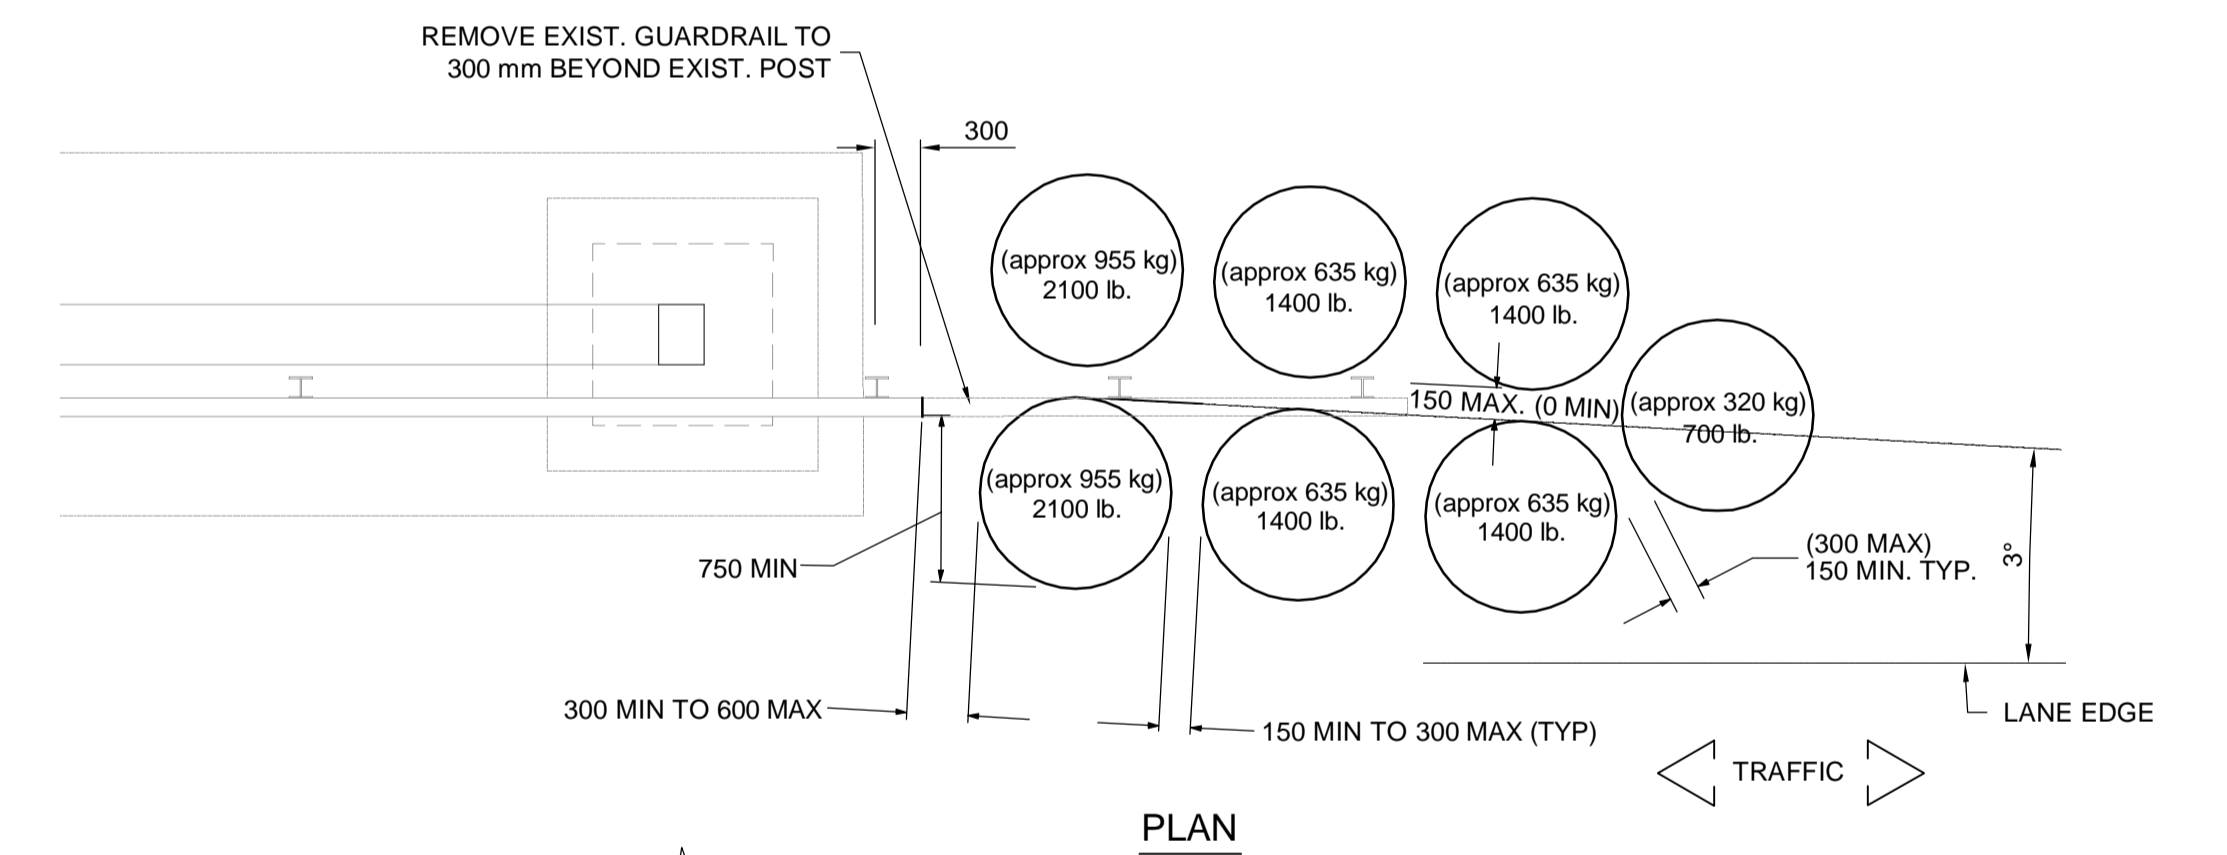 REMOVE EXIST. GUARDRAIL TO
300 mm BEYOND EXIST. POST
300
(approx 955 kg)
2100 lb.
(approx 635 kg)
1400 lb.
(approx 635 kg)
1400 lb.
150 MAX. (0 MIN)
(approx 320 kg)
700 lb.
(approx 955 kg)
2100 lb.
(approx 635 kg)
1400 lb.
(approx 635 kg)
1400 lb.
750 MIN
(300 MAX)
150 MIN. TYP.
3°
300 MIN TO 600 MAX
150 MIN TO 300 MAX (TYP)
LANE EDGE
TRAFFIC
PLAN